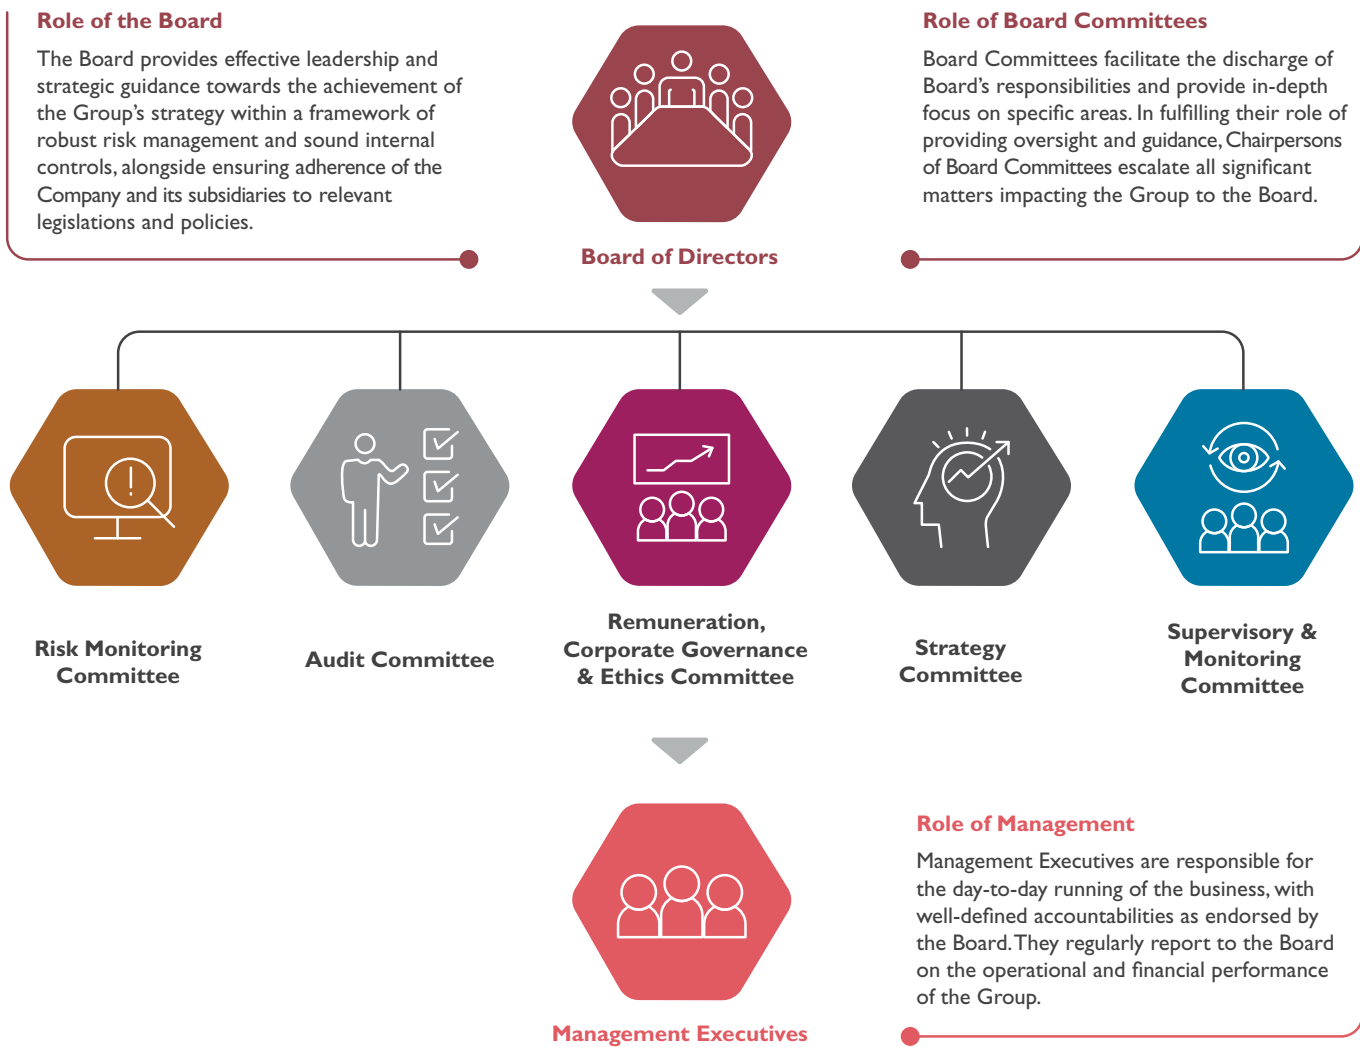 Role of the Board
The Board provides effective leadership and
strategic guidance towards the achievement of
the Group’s strategy within a framework of
robust risk management and sound internal
controls, alongside ensuring adherence of the
Company and its subsidiaries to relevant
legislations and policies.
Role of Board Committees
Board Committees facilitate the discharge of
Board’s responsibilities and provide in-depth
focus on specific areas. In fulfilling their role of
providing oversight and guidance, Chairpersons
of Board Committees escalate all significant
matters impacting the Group to the Board.
Board of Directors
Risk Monitoring
Committee
Audit Committee
Remuneration,
Corporate Governance
& Ethics Committee
Strategy
Committee
Supervisory &
Monitoring
Committee
Role of Management
Management Executives are responsible for
the day-to-day running of the business, with
well-defined accountabilities as endorsed by
the Board. They regularly report to the Board
on the operational and financial performance
of the Group.
Management Executives